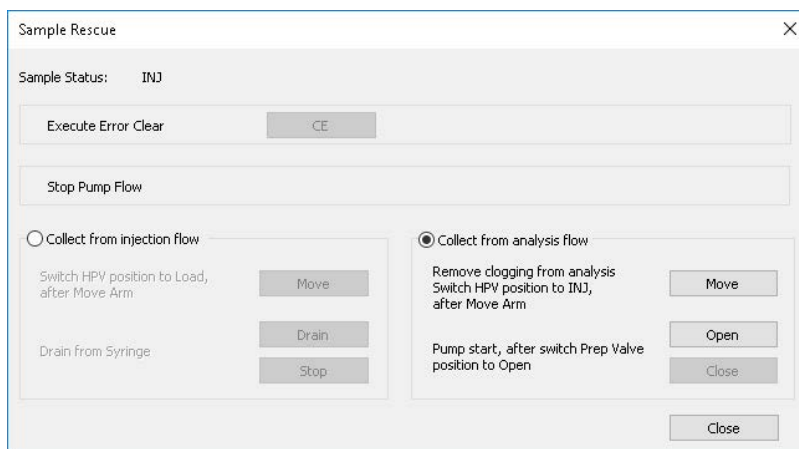 Sample Rescue
Sample Status: INJ
Execute Error Clear CE
Stop Pump Flow
Collect from injection flow
Switch HPV position to Load,
after Move Arm
Move
Drain from Syringe
Drain
Stop
Collect from analysis flow
Remove clogging from analysis
Switch HPV position to INJ,
after Move Arm
Move
Pump start, after switch Prep Valve
position to Open
Open
Close
Close